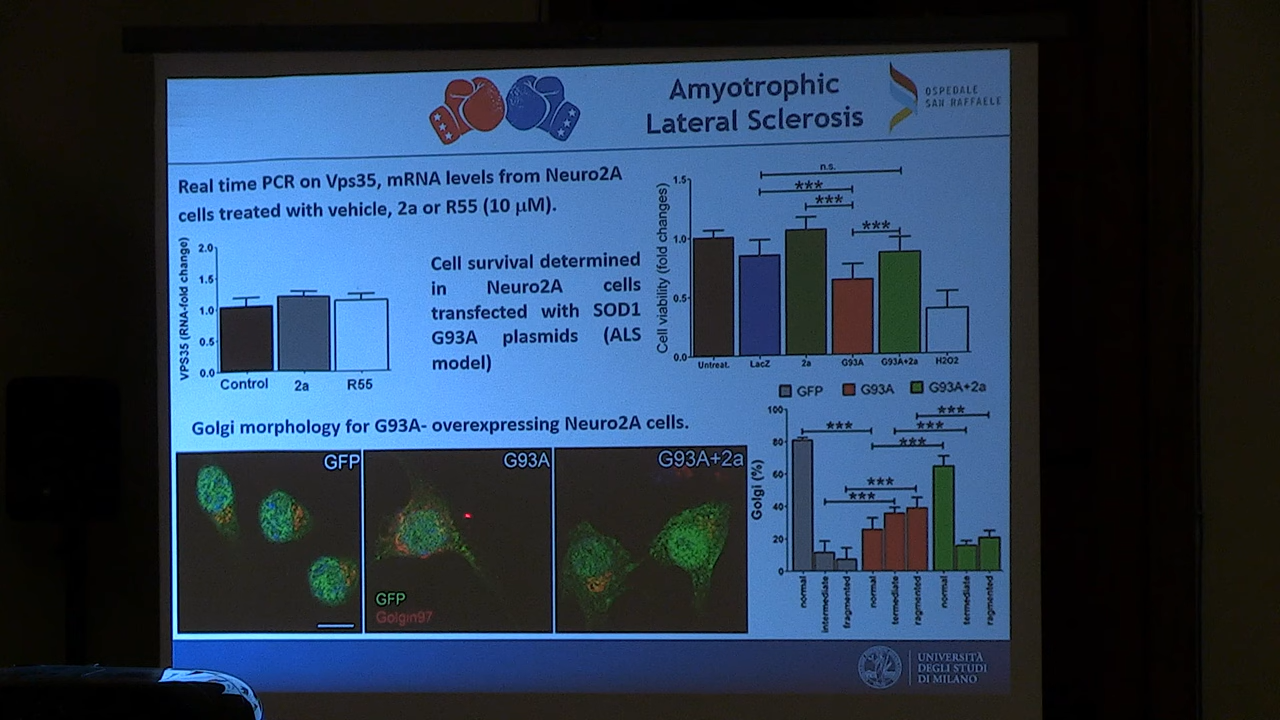 Amyotrophic
Lateral Sclerosis
OSPEDALE
SAN RAFFAELE
Real time PCR on Vps35, mRNA levels from Neuro2A
cells treated with vehicle, 2a or R55 (10 μM).
VPS35 (RNA-fold change)
2.0
1.5
1.0
0.5
0.0
Control 2a R55
Cell survival determined
in Neuro2A cells
transfected with SOD1
G93A plasmids (ALS
model)
Cell viability (fold changes)
1.5
1.0
0.5
0.0
n.s.
***
***
***
Untreat. LacZ 2a G93A G93A+2a H2O2
Golgi morphology for G93A- overexpressing Neuro2A cells.
GFP
G93A
G93A+2a
GFP
Golgin97
GFP G93A G93A+2a
Golgi (%)
100
80
60
40
20
0
***
***
***
***
***
***
normal
intermediate
fragmented
normal
termediate
ragmented
normal
termediate
ragmented
UNIVERSITÀ
DEGLI STUDI
DI MILANO